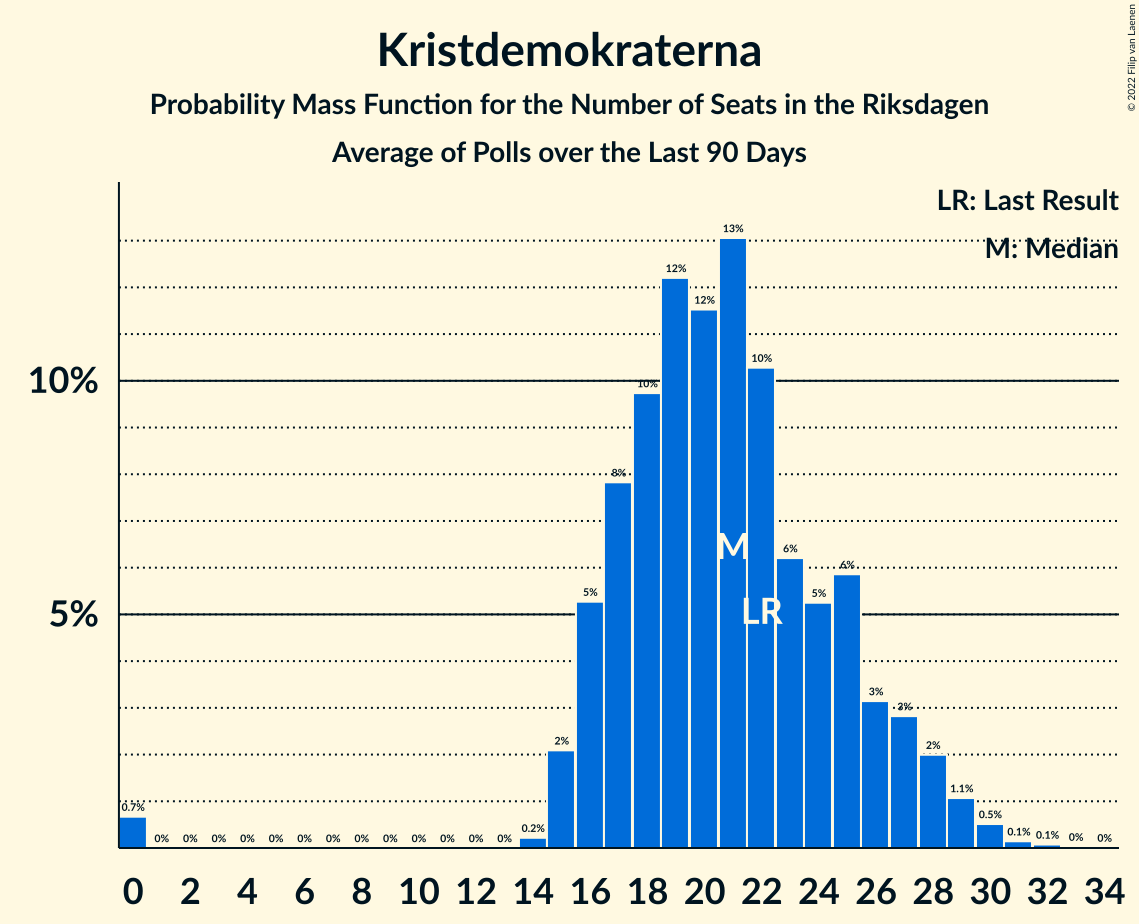 Kristdemokraterna
Probability Mass Function for the Number of Seats in the Riksdagen
Average of Polls over the Last 90 Days
© 2022 Filip van Laenen
LR: Last Result
M: Median
10%
5%
0.7% 0% 0% 0% 0% 0% 0% 0% 0% 0% 0% 0% 0% 0% 0.2% 2% 5% 8% 10% 12% 12% 13% 10% 6% 5% 6% 3% 3% 2% 1.1% 0.5% 0.1% 0.1% 0% 0%
M
LR
0 2 4 6 8 10 12 14 16 18 20 22 24 26 28 30 32 34